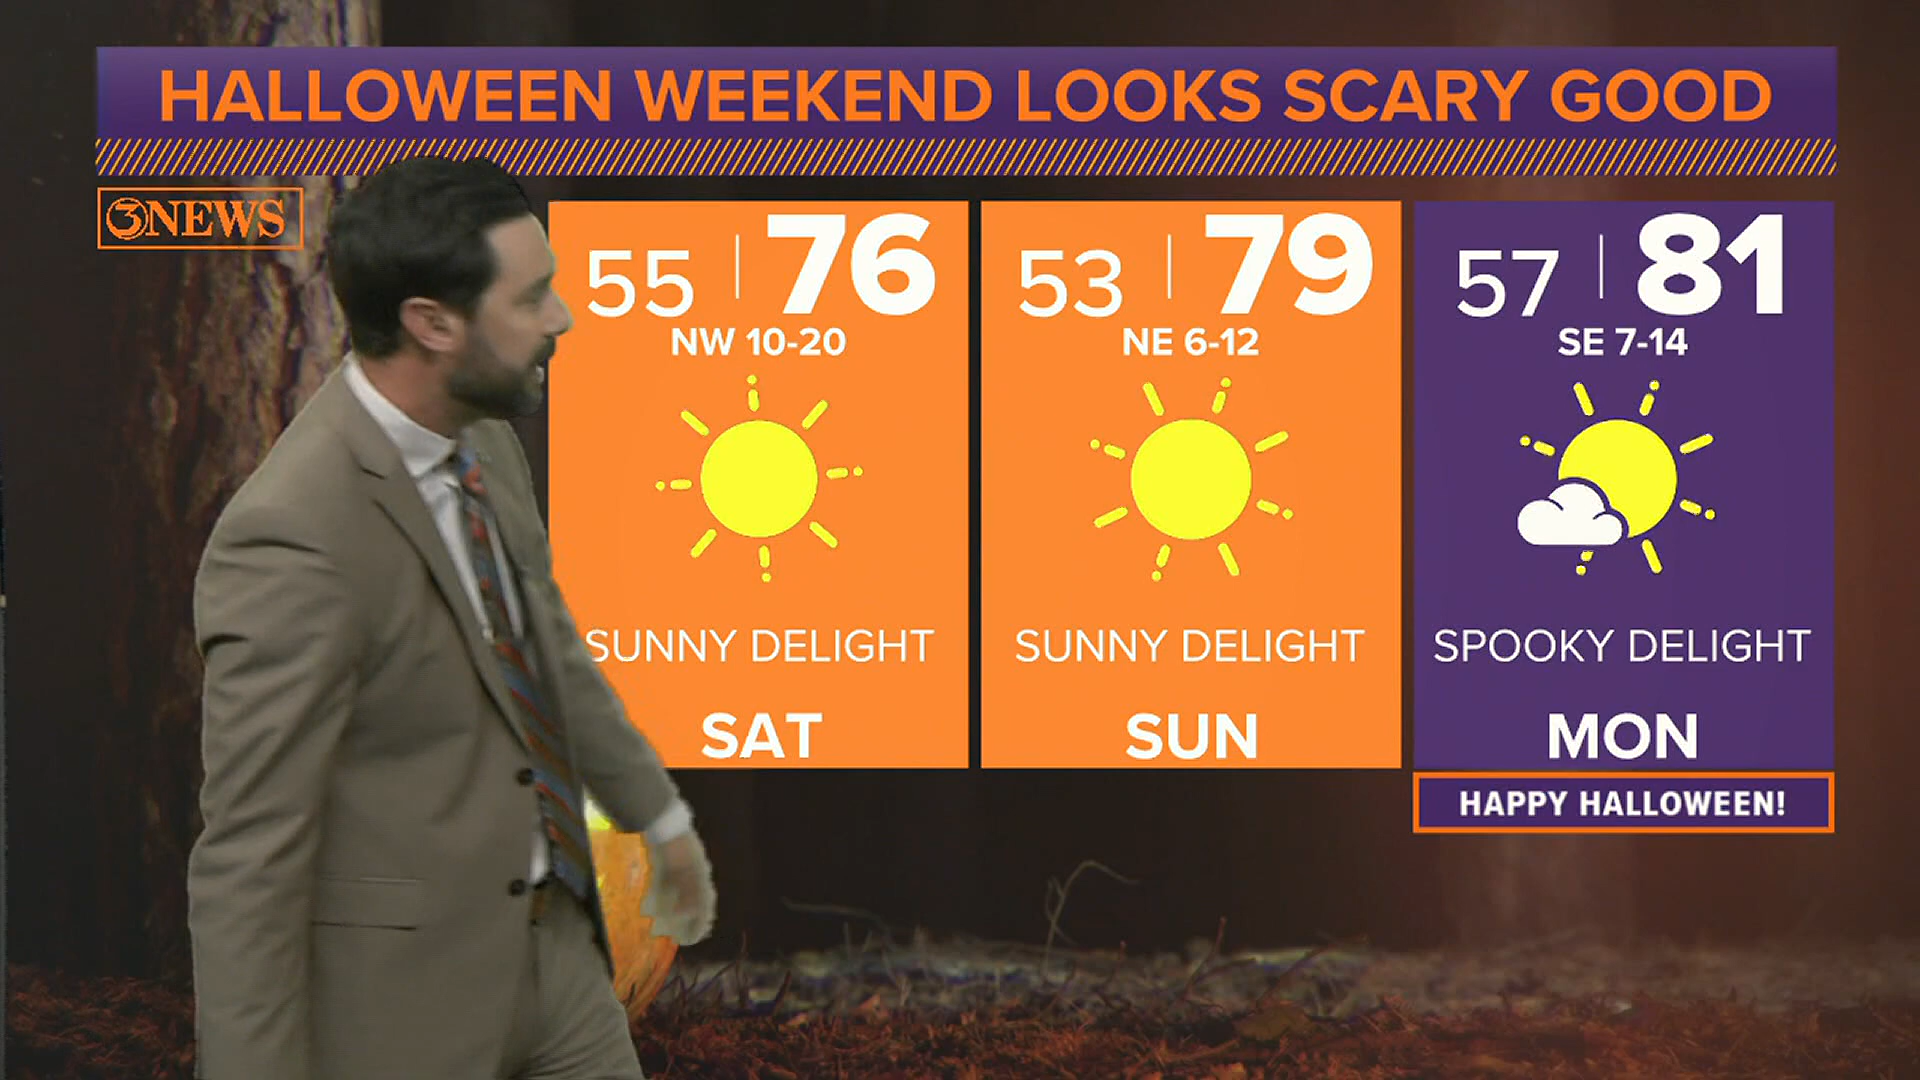 HALLOWEEN WEEKEND LOOKS SCARY GOOD
3NEWS
55 | 76
NW 10-20
SUNNY DELIGHT
SAT
53 | 79
NE 6-12
SUNNY DELIGHT
SUN
57 | 81
SE 7-14
SPOOKY DELIGHT
MON
HAPPY HALLOWEEN!